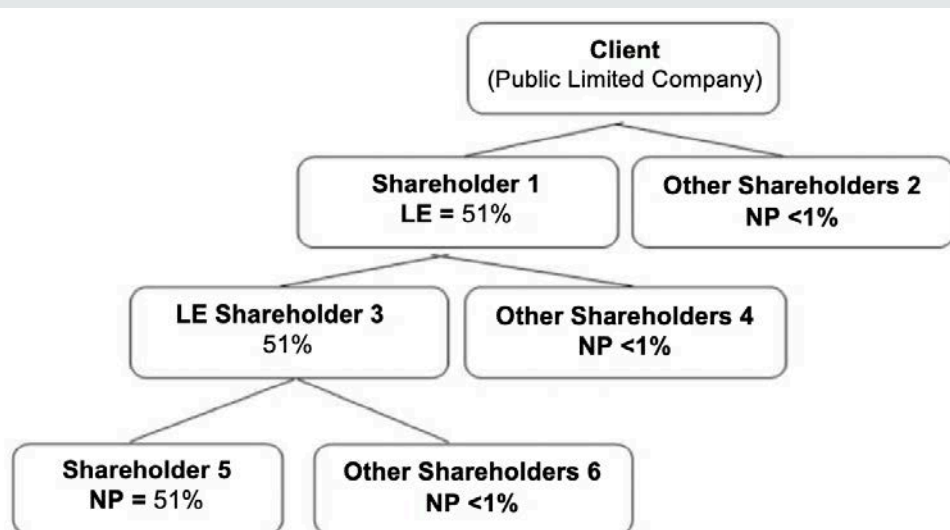 Client
(Public Limited Company)
Shareholder 1
LE = 51%
Other Shareholders 2
NP <1%
LE Shareholder 3
51%
Other Shareholders 4
NP <1%
Shareholder 5
NP = 51%
Other Shareholders 6
NP <1%